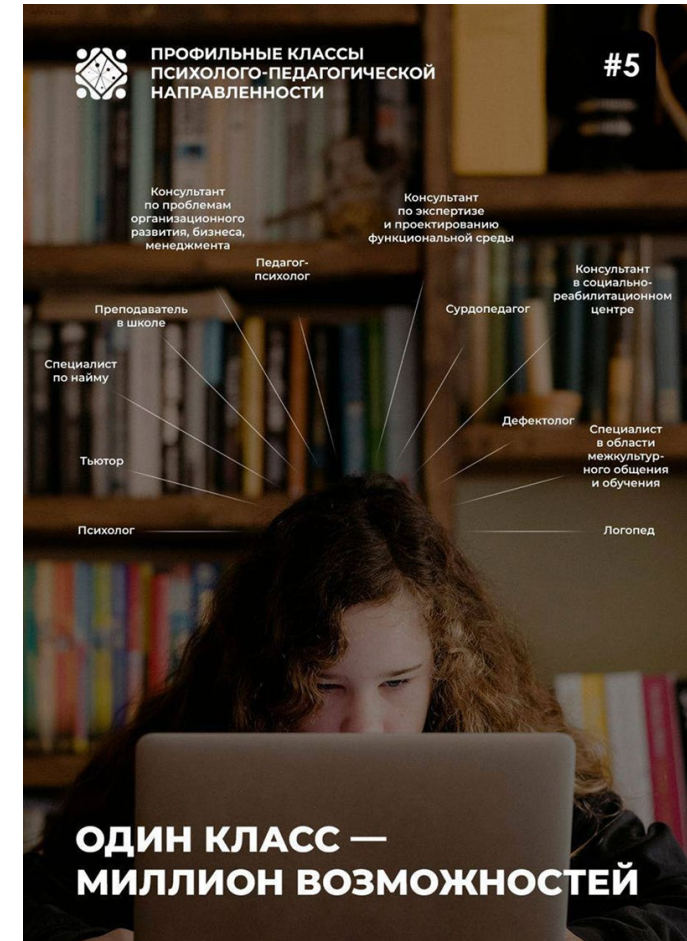 ПРОФИЛЬНЫЕ КЛАССЫ
ПСИХОЛОГО-ПЕДАГОГИЧЕСКОЙ
НАПРАВЛЕННОСТИ
#5
Консультант
по проблемам
организационного
развития, бизнеса,
менеджмента
Консультант
по экспертизе
и проектированию
функциональной среды
Педагог-
психолог
Консультант
в социально-
реабилитационном
центре
Преподаватель
в школе
Сурдопедагог
Специалист
по найму
Дефектолог
Специалист
в области
межкультур-
ного общения
и обучения
Тьютор
Психолог
Логопед
ОДИН КЛАСС —
МИЛЛИОН ВОЗМОЖНОСТЕЙ